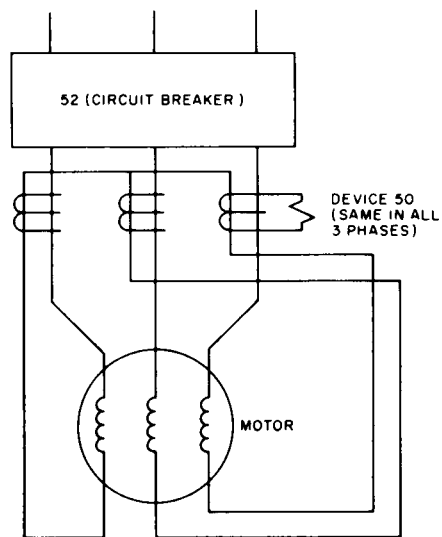 52 (CIRCUIT BREAKER)
DEVICE 50
(SAME IN ALL
3 PHASES)
MOTOR